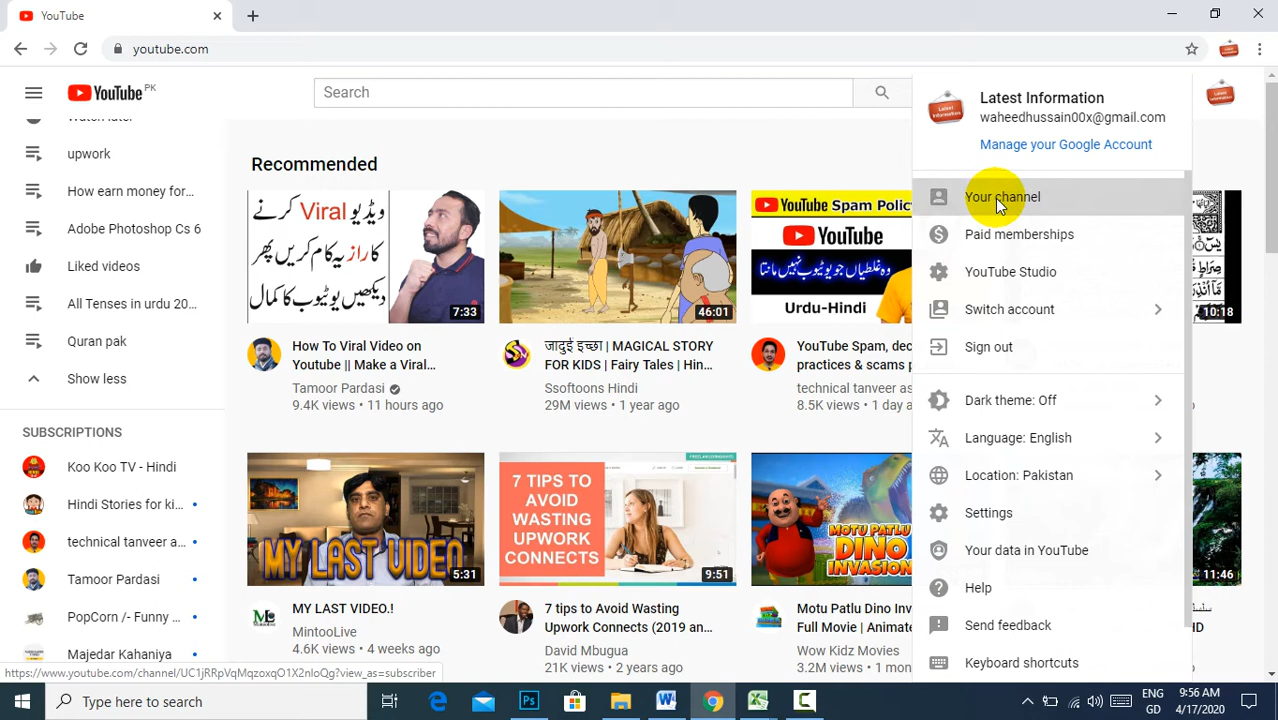 YouTube
youtube.com
YouTube PK
Search
Latest Information
waheedhussain00x@gmail.com
Manage your Google Account
Watch later
upwork
How earn money for...
Adobe Photoshop Cs 6
Liked videos
All Tenses in urdu 20...
Quran pak
Show less
SUBSCRIPTIONS
Koo Koo TV - Hindi
Hindi Stories for ki...
technical tanveer a...
Tamoor Pardasi
PopCorn /- Funny ...
Majedar Kahaniya
Recommended
ویڈیو Viral کرنے
کا راز یہ کام کریں پھر
دیکھیں یوٹیوب کا کمال
7:33
How To Viral Video on
Youtube || Make a Viral...
Tamoor Pardasi
9.4K views • 11 hours ago
46:01
जादुई इच्छा | MAGICAL STORY
FOR KIDS | Fairy Tales | Hin...
Ssoftoons Hindi
29M views • 1 year ago
YouTube Spam Polic
YouTube
وہ غلطیاں جو یوٹیوب نہیں مانتا
Urdu-Hindi
YouTube Spam, dec
practices & scams p
technical tanveer as
8.5K views • 1 day a
10:18
MY LAST VIDEO
5:31
MY LAST VIDEO.!
MintooLive
4.6K views • 4 weeks ago
7 TIPS TO
AVOID
WASTING
UPWORK
CONNECTS
9:51
7 tips to Avoid Wasting
Upwork Connects (2019 an...
David Mbugua
21K views • 2 years ago
MOTU PATLU
DINO
INVASION
Motu Patlu Dino Inv
Full Movie | Animate
Wow Kidz Movies
3.2M views • 1 mon
11:46
HD
Your channel
Paid memberships
YouTube Studio
Switch account
Sign out
Dark theme: Off
Language: English
Location: Pakistan
Settings
Your data in YouTube
Help
Send feedback
Keyboard shortcuts
https://www.youtube.com/channel/UC1jRRpVqMqzoxqO1X2nIoQg?view_as=subscriber
Type here to search
ENG
GD
9:56 AM
4/17/2020